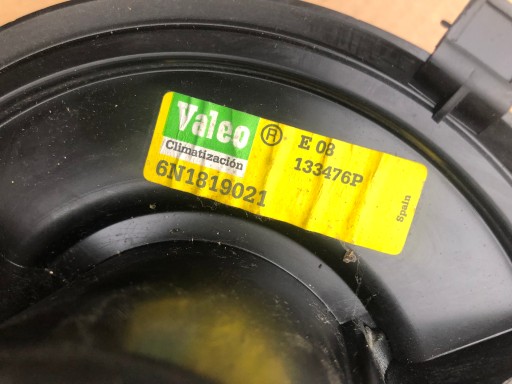 Valeo ® E 08
Climatización 133476P
6N1819021
Spain